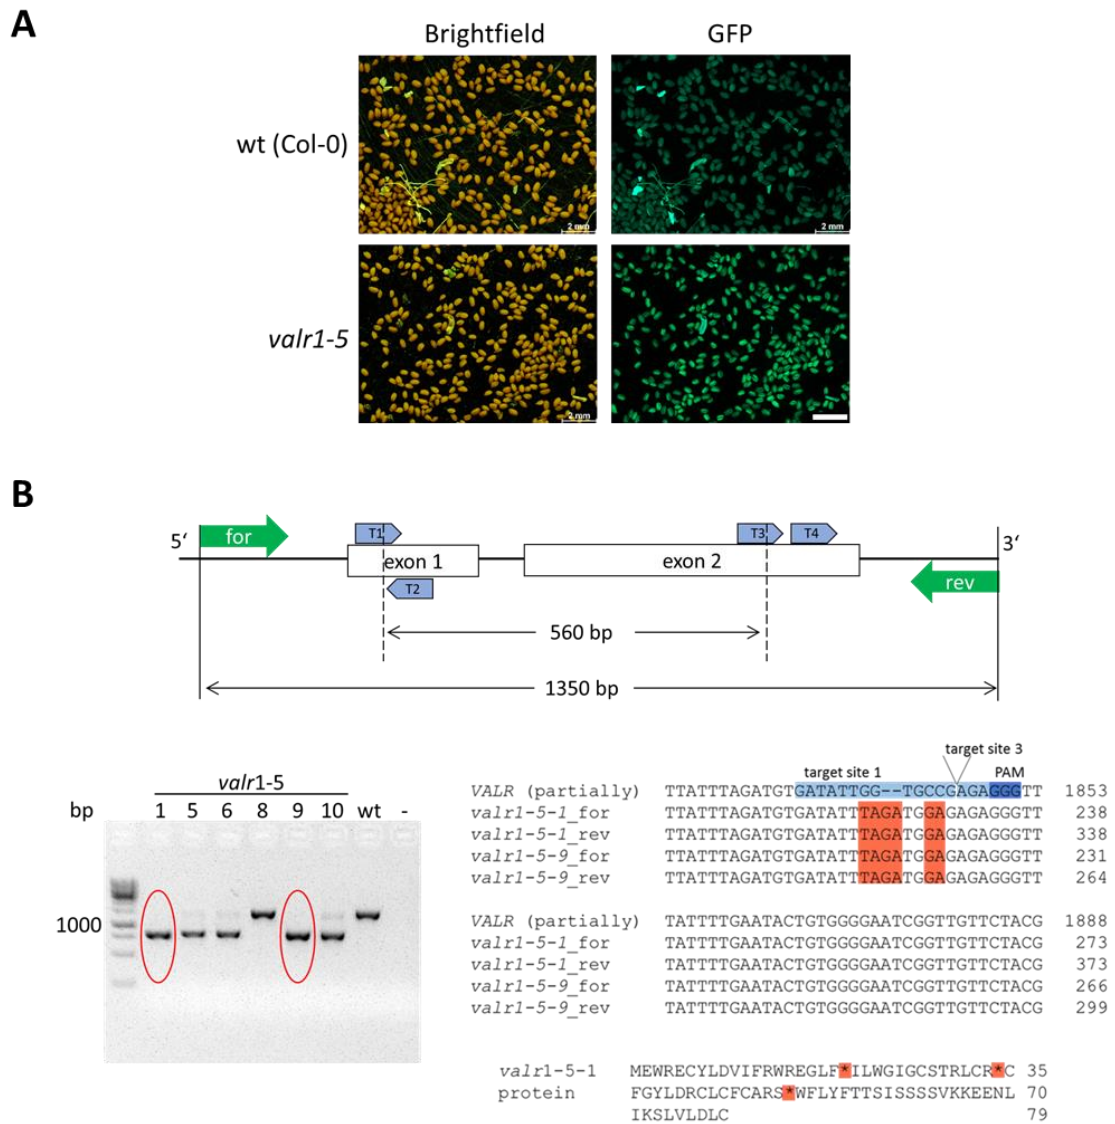 A
Brightfield GFP
wt (Col-0)
2 mm 2 mm
valr1-5
2 mm
B
5‘ for T1 exon 1 T2 exon 2 T3 T4 rev 3‘
560 bp
1350 bp
valr1-5
bp 1 5 6 8 9 10 wt -
1000
target site 3
target site 1 PAM
VALR (partially) TTATTTAGATGTGATATTGG--TGCCGAGAGGGTT 1853
valr1-5-1_for TTATTTAGATGTGATATTTAGATGGAGAGAGGGTT 238
valr1-5-1_rev TTATTTAGATGTGATATTTAGATGGAGAGAGGGTT 338
valr1-5-9_for TTATTTAGATGTGATATTTAGATGGAGAGAGGGTT 231
valr1-5-9_rev TTATTTAGATGTGATATTTAGATGGAGAGAGGGTT 264
VALR (partially) TATTTTGAATACTGTGGGGAATCGGTTGTTCTACG 1888
valr1-5-1_for TATTTTGAATACTGTGGGGAATCGGTTGTTCTACG 273
valr1-5-1_rev TATTTTGAATACTGTGGGGAATCGGTTGTTCTACG 373
valr1-5-9_for TATTTTGAATACTGTGGGGAATCGGTTGTTCTACG 266
valr1-5-9_rev TATTTTGAATACTGTGGGGAATCGGTTGTTCTACG 299
valr1-5-1 MEWRECYLDVIFRWREGLF*ILWGIGCSTRLCR*C 35
protein FGYLDRCLCFCARS*WFLYFTTSISSSSVKKEENL 70
IKSLVLDLC 79